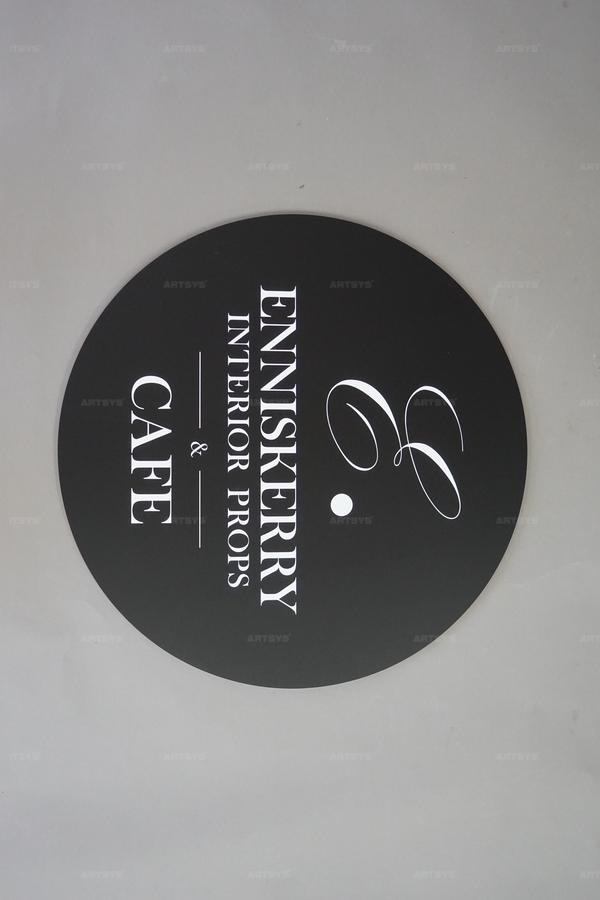 E.
ENNISKERRY
INTERIOR PROPS
&
CAFE
ARTSYS